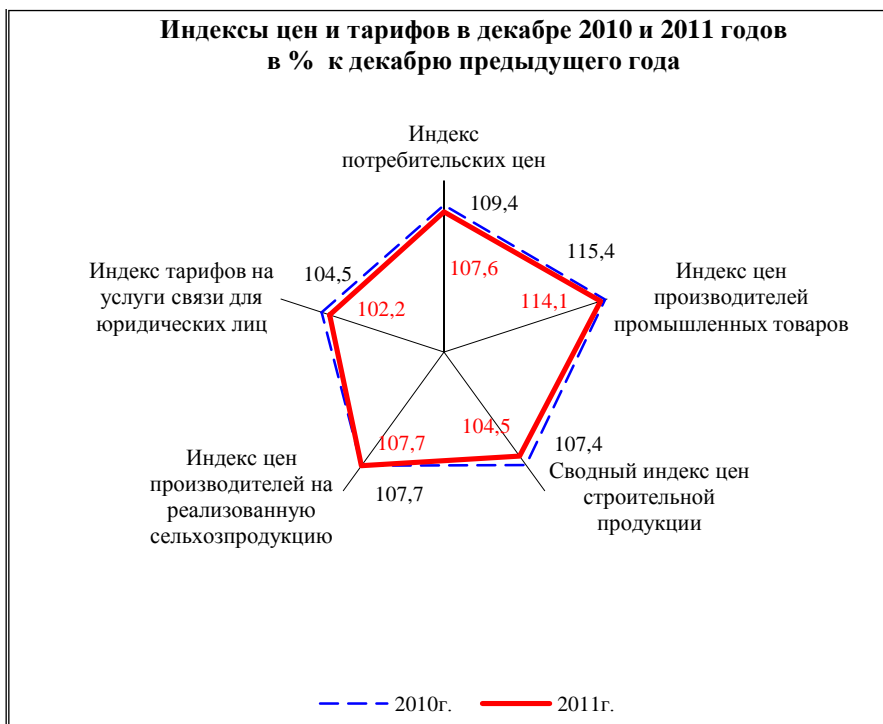 Индексы цен и тарифов в декабре 2010 и 2011 годов
в % к декабрю предыдущего года
Индекс
потребительских цен
109,4
107,6
115,4
114,1
Индекс цен
производителей
промышленных товаров
104,5
102,2
Индекс тарифов на
услуги связи для
юридических лиц
104,5
107,4
Сводный индекс цен
строительной
продукции
107,7
107,7
Индекс цен
производителей на
реализованную
сельхозпродукцию
2010г.
2011г.